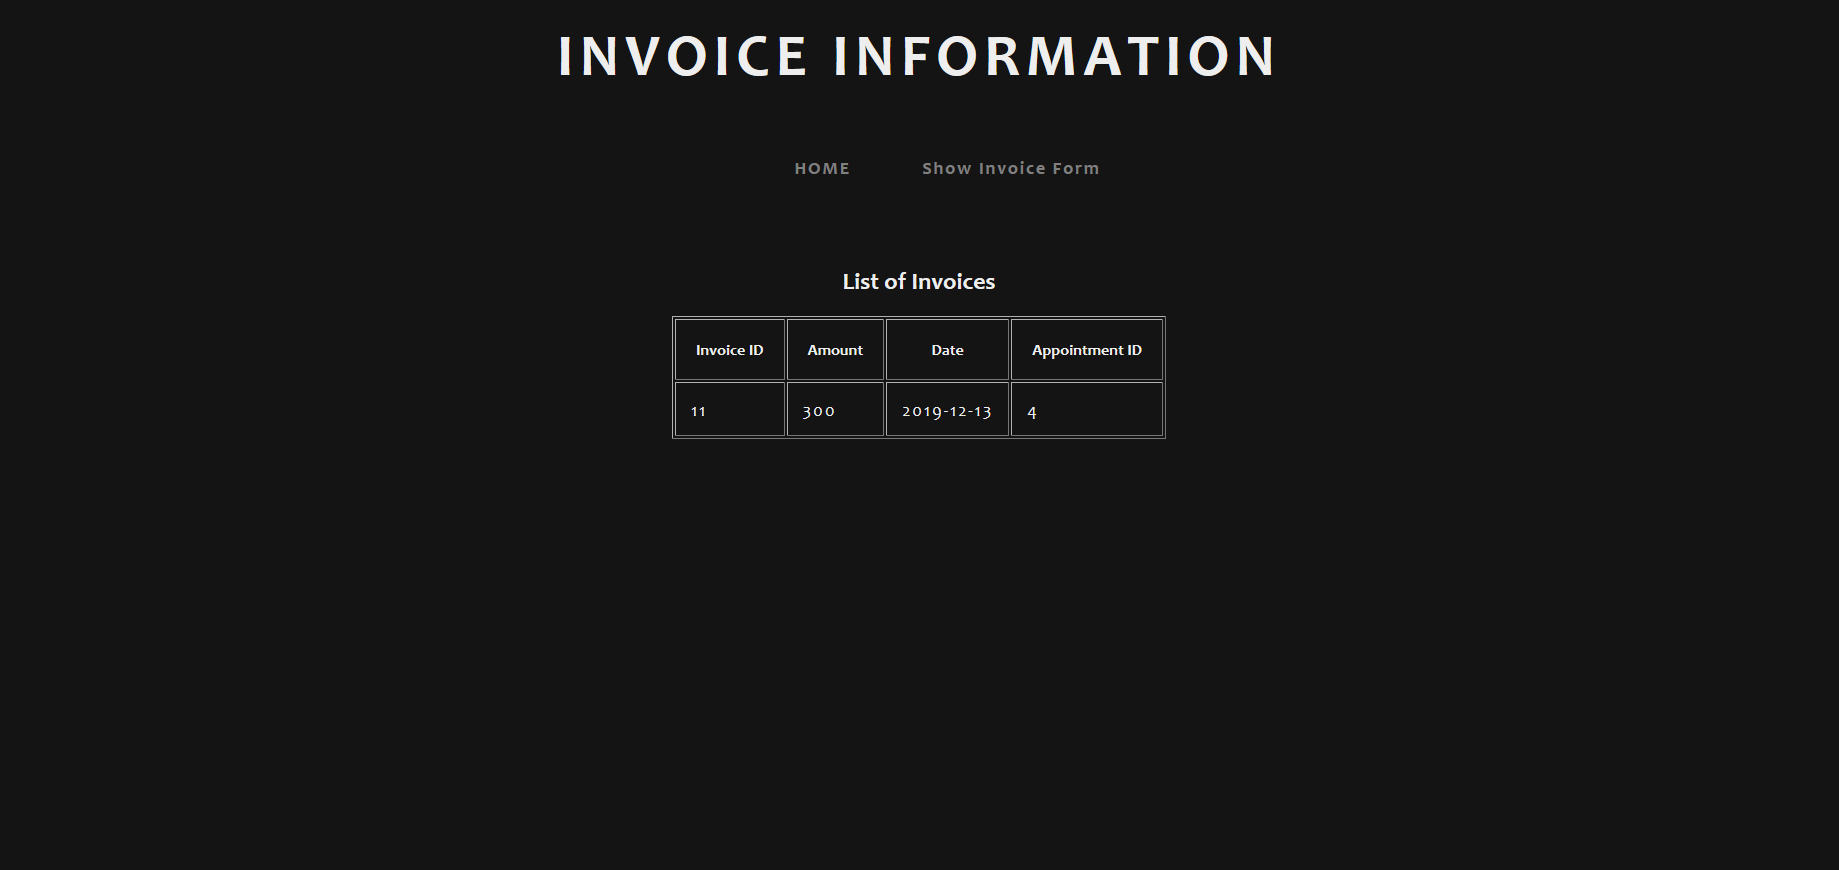 INVOICE INFORMATION
HOME Show Invoice Form
List of Invoices
Invoice ID Amount Date Appointment ID
11 300 2019-12-13 4